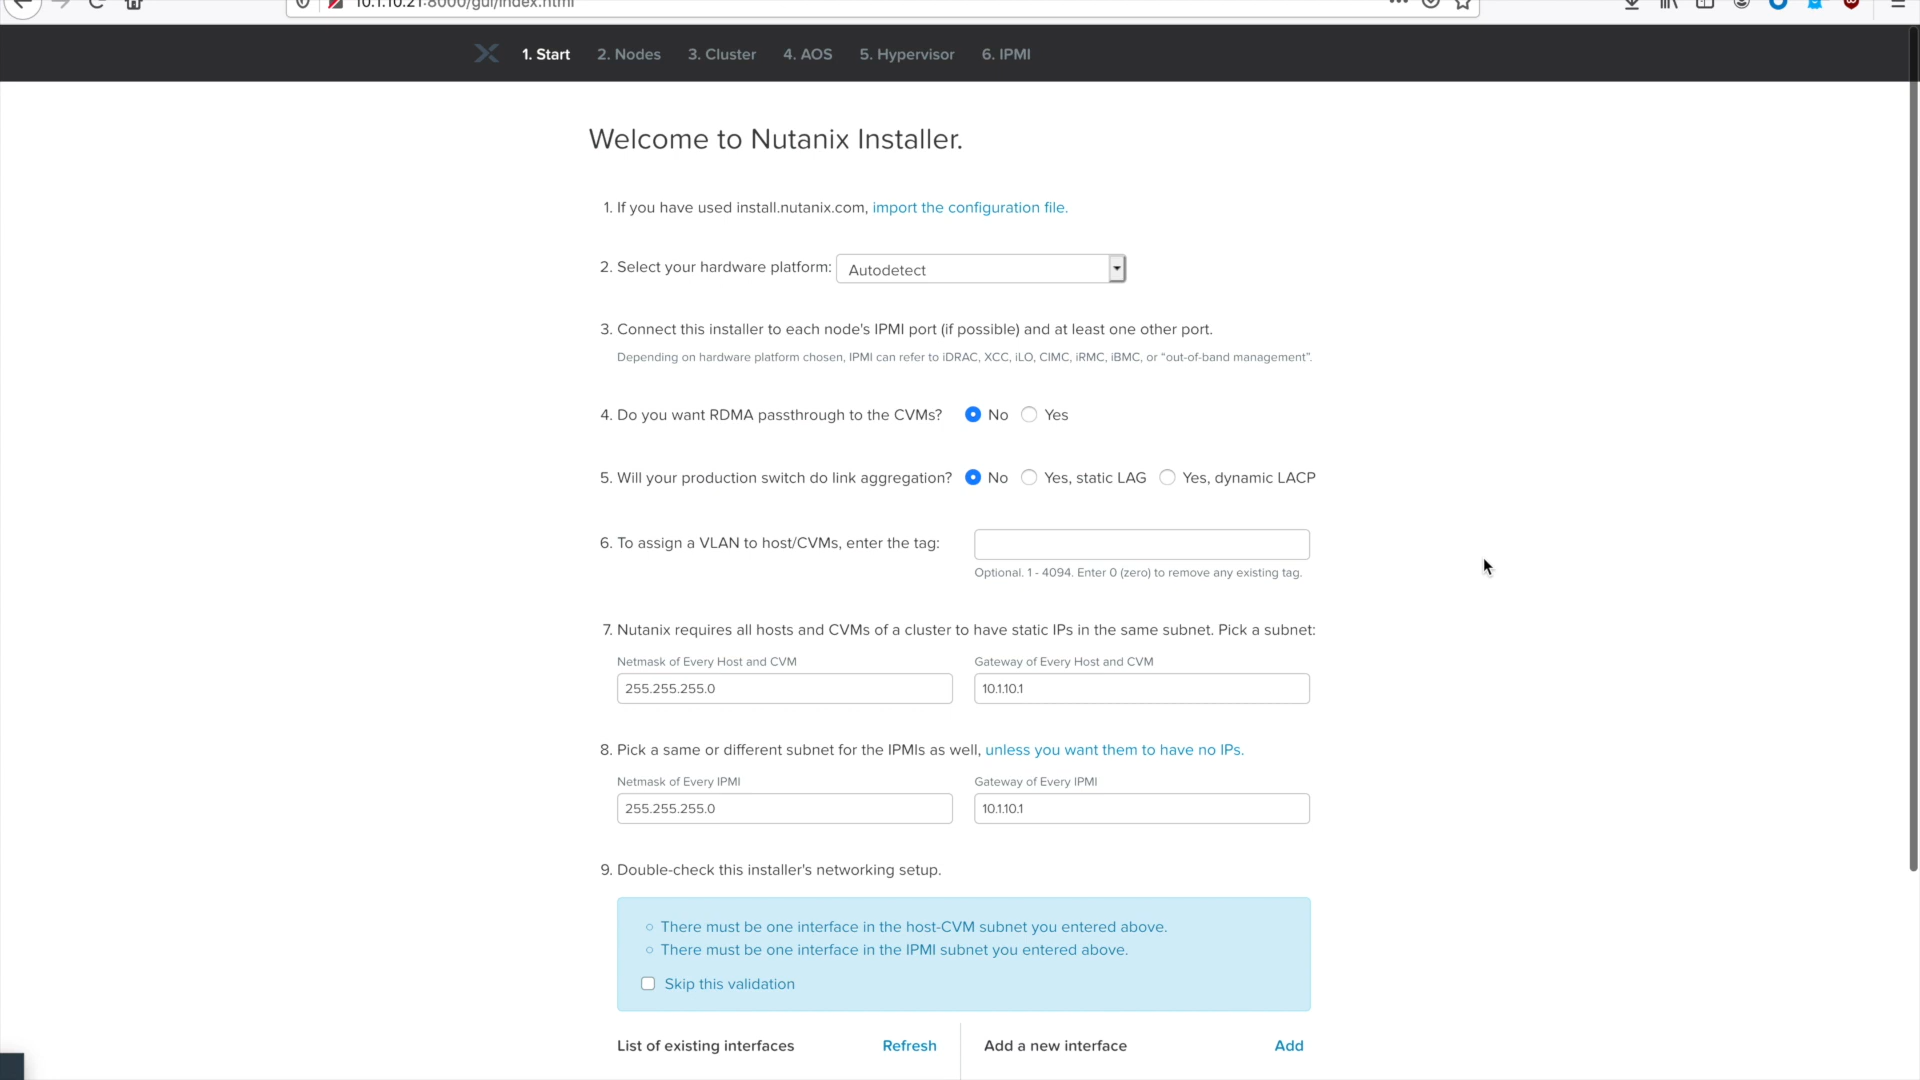 10.1.10.21:8000/gui/index.html
1. Start 2. Nodes 3. Cluster 4. AOS 5. Hypervisor 6. IPMI
Welcome to Nutanix Installer.
1. If you have used install.nutanix.com, import the configuration file.
2. Select your hardware platform: Autodetect
3. Connect this installer to each node's IPMI port (if possible) and at least one other port.
Depending on hardware platform chosen, IPMI can refer to iDRAC, XCC, iLO, CIMC, iRMC, iBMC, or “out-of-band management”.
4. Do you want RDMA passthrough to the CVMs? No Yes
5. Will your production switch do link aggregation? No Yes, static LAG Yes, dynamic LACP
6. To assign a VLAN to host/CVMs, enter the tag:
Optional. 1 - 4094. Enter 0 (zero) to remove any existing tag.
7. Nutanix requires all hosts and CVMs of a cluster to have static IPs in the same subnet. Pick a subnet:
Netmask of Every Host and CVM Gateway of Every Host and CVM
255.255.255.0 10.1.10.1
8. Pick a same or different subnet for the IPMIs as well, unless you want them to have no IPs.
Netmask of Every IPMI Gateway of Every IPMI
255.255.255.0 10.1.10.1
9. Double-check this installer's networking setup.
There must be one interface in the host-CVM subnet you entered above.
There must be one interface in the IPMI subnet you entered above.
Skip this validation
List of existing interfaces Refresh Add a new interface Add